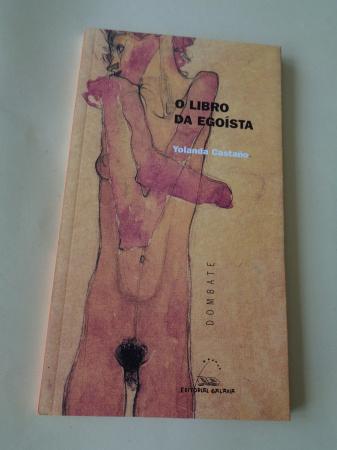 O LIBRO
DA EGOÍSTA
Yolanda Castaño
DOMBATE
EDITORIAL GALAXIA